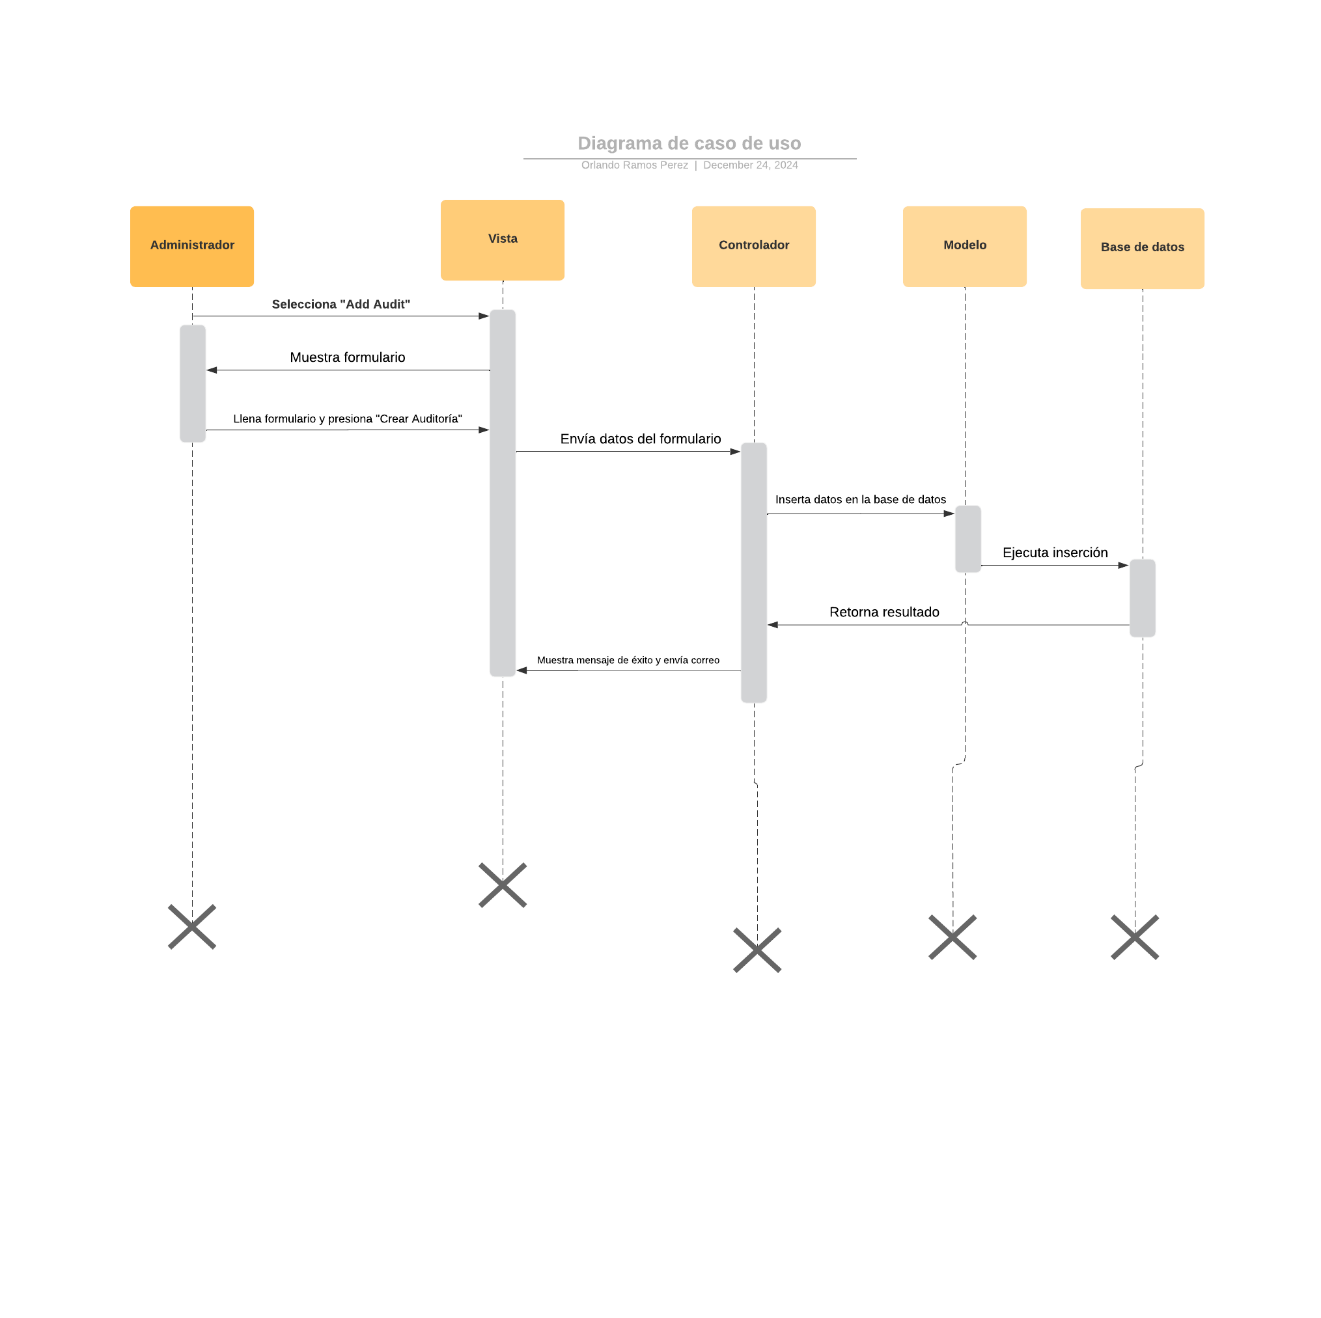 Diagrama de caso de uso
Orlando Ramos Perez | December 24, 2024
Administrador
Vista
Controlador
Modelo
Base de datos
Selecciona "Add Audit"
Muestra formulario
Llena formulario y presiona "Crear Auditoría"
Envía datos del formulario
Inserta datos en la base de datos
Ejecuta inserción
Retorna resultado
Muestra mensaje de éxito y envía correo